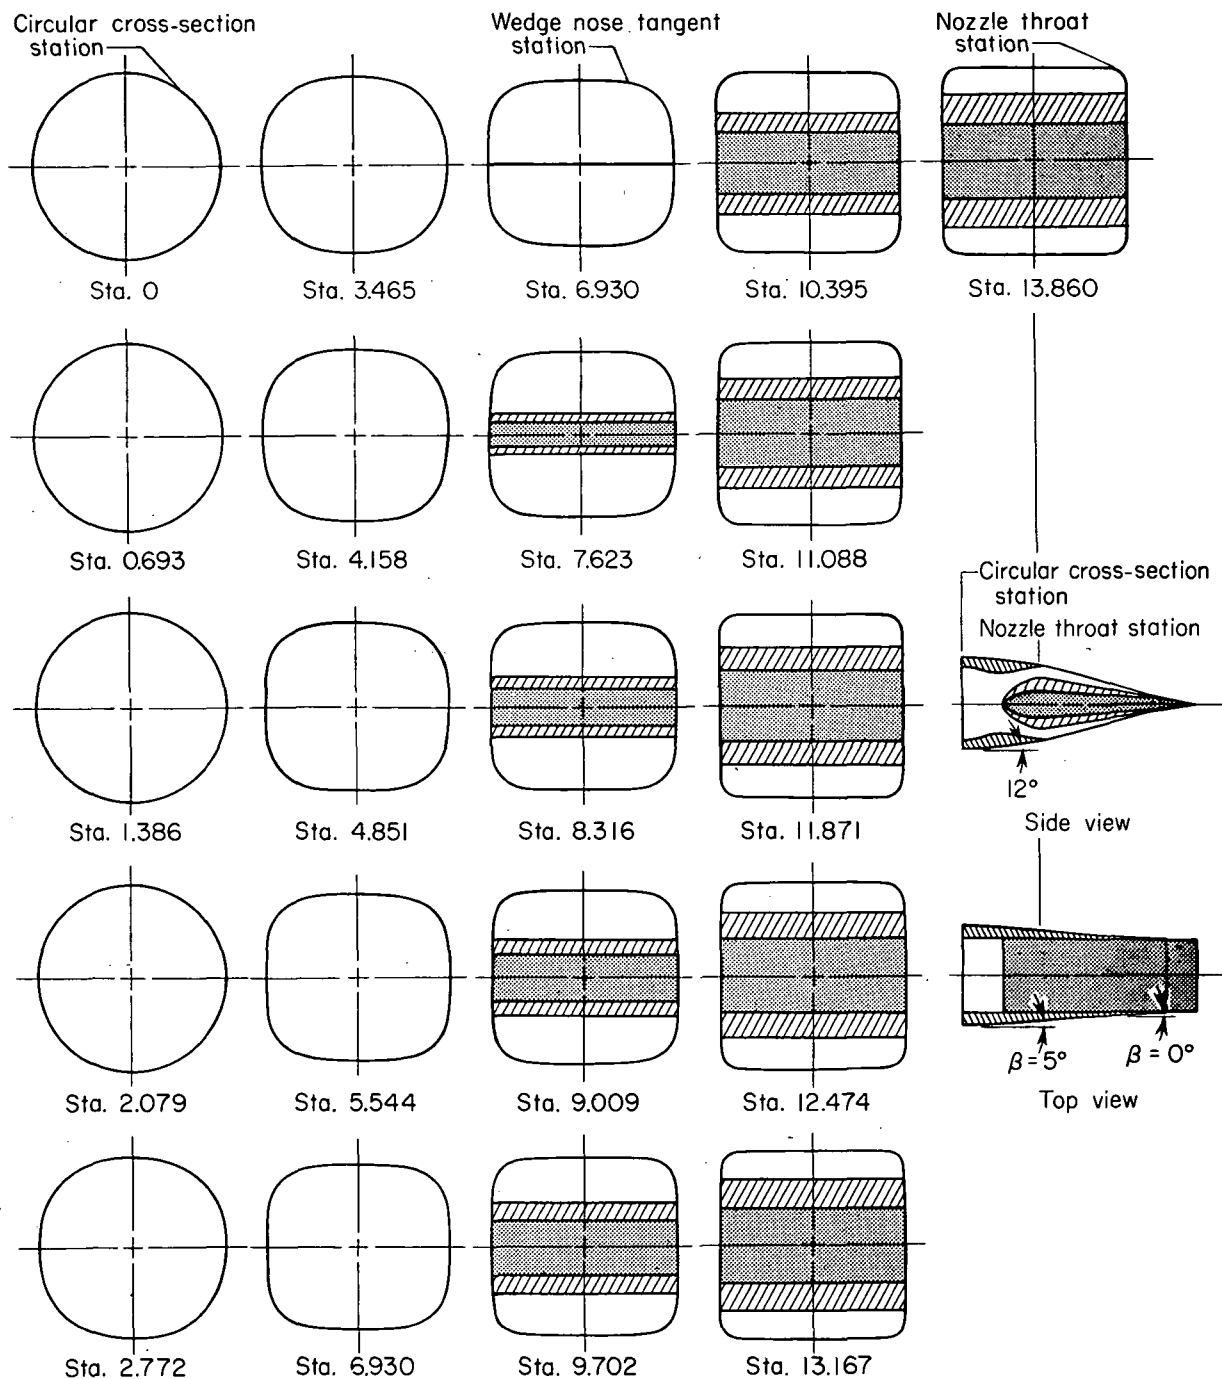 Circular cross-section
station
Wedge nose tangent
station
Nozzle throat
station
Sta. 0
Sta. 3.465
Sta. 6.930
Sta. 10.395
Sta. 13.860
Sta. 0.693
Sta. 4.158
Sta. 7.623
Sta. 11.088
Circular cross-section
station
Nozzle throat station
12°
Side view
Sta. 1.386
Sta. 4.851
Sta. 8.316
Sta. 11.871
β = 5°
β = 0°
Top view
Sta. 2.079
Sta. 5.544
Sta. 9.009
Sta. 12.474
Sta. 2.772
Sta. 6.930
Sta. 9.702
Sta. 13.167